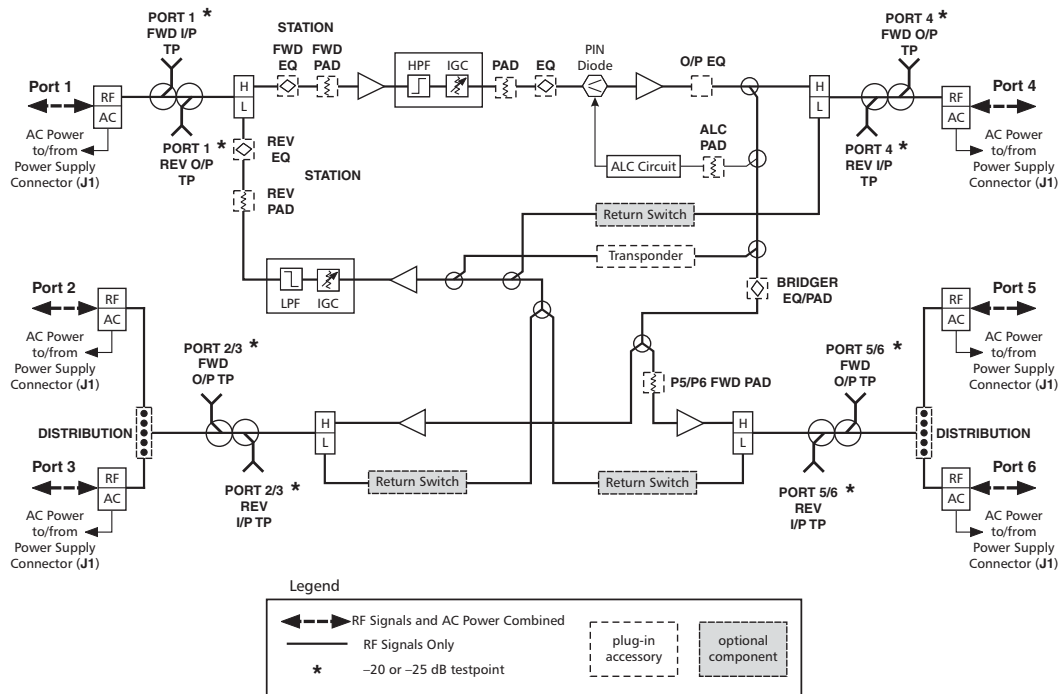 PORT 1 *
FWD I/P
TP
STATION
FWD
EQ
FWD
PAD
HPF
IGC
PAD
EQ
PIN
Diode
O/P EQ
PORT 4 *
FWD O/P
TP
Port 1
RF
AC
H
L
H
L
RF
AC
Port 4
AC Power
to/from
Power Supply
Connector (J1)
PORT 1 *
REV O/P
TP
REV
EQ
STATION
REV
PAD
ALC Circuit
ALC
PAD
PORT 4 *
REV I/P
TP
AC Power
to/from
Power Supply
Connector (J1)
Return Switch
Transponder
LPF
IGC
BRIDGER
EQ/PAD
Port 2
RF
AC
AC Power
to/from
Power Supply
Connector (J1)
PORT 2/3 *
FWD
O/P TP
P5/P6 FWD PAD
PORT 5/6 *
FWD
O/P TP
Port 5
RF
AC
AC Power
to/from
Power Supply
Connector (J1)
DISTRIBUTION
H
L
H
L
DISTRIBUTION
Port 3
RF
AC
AC Power
to/from
Power Supply
Connector (J1)
PORT 2/3 *
REV
I/P TP
Return Switch
Return Switch
PORT 5/6 *
REV
I/P TP
Port 6
RF
AC
AC Power
to/from
Power Supply
Connector (J1)
Legend
RF Signals and AC Power Combined
RF Signals Only
* –20 or –25 dB testpoint
plug-in
accessory
optional
component